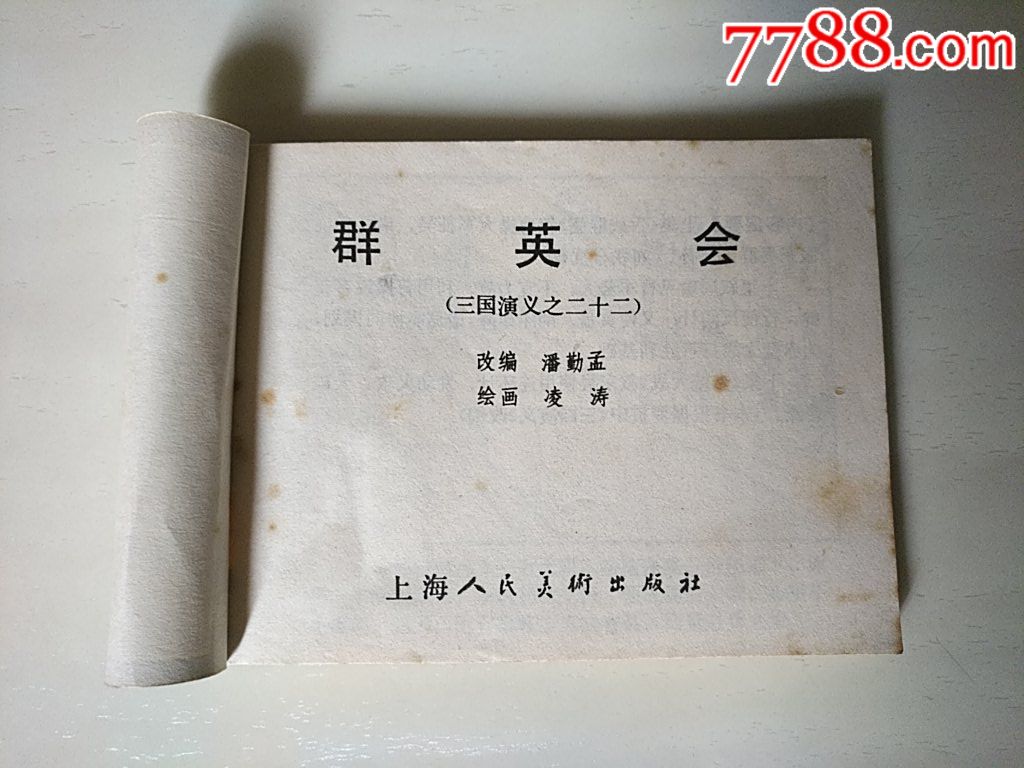 7788.com
群英会
(三国演义之二十二)
改编 潘勤孟
绘画 凌涛
上海人民美術出版社